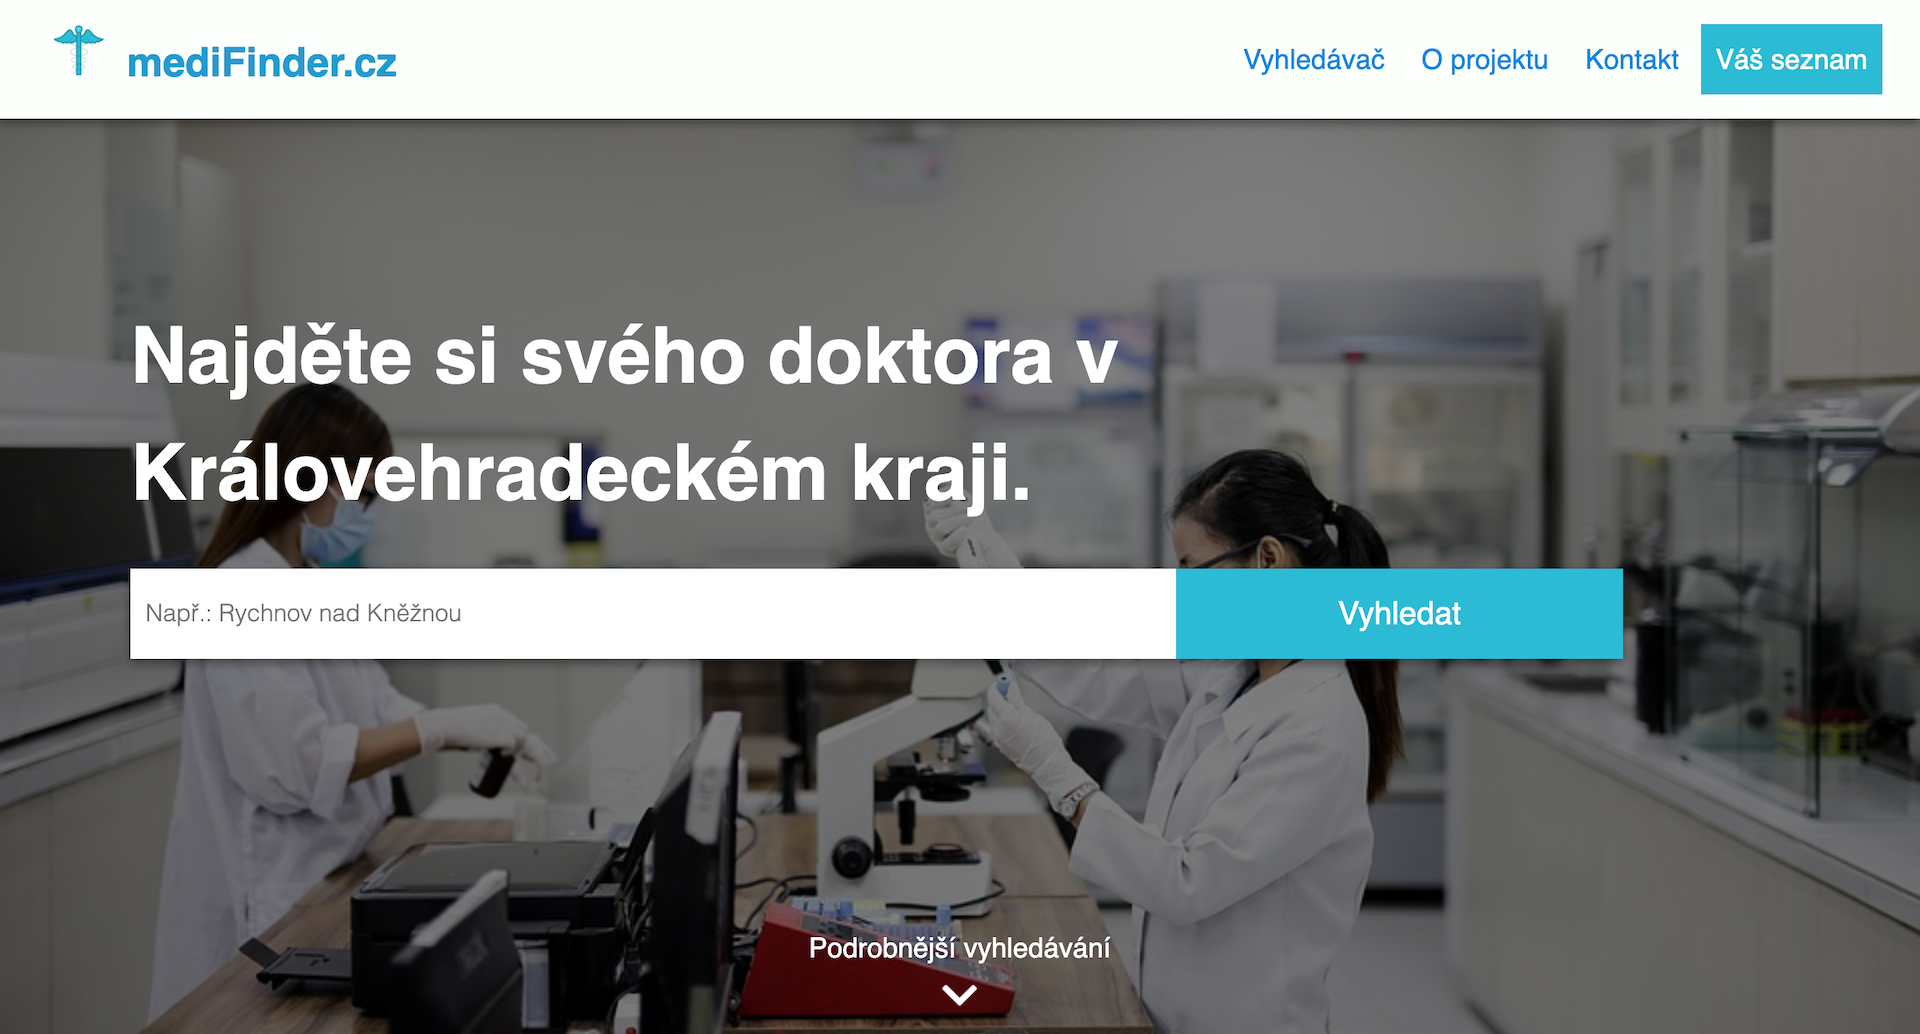 mediFinder.cz
Vyhledávač
O projektu
Kontakt
Váš seznam
Najděte si svého doktora v
Královehradeckém kraji.
Např.: Rychnov nad Kněžnou
Vyhledat
Podrobnější vyhledávání